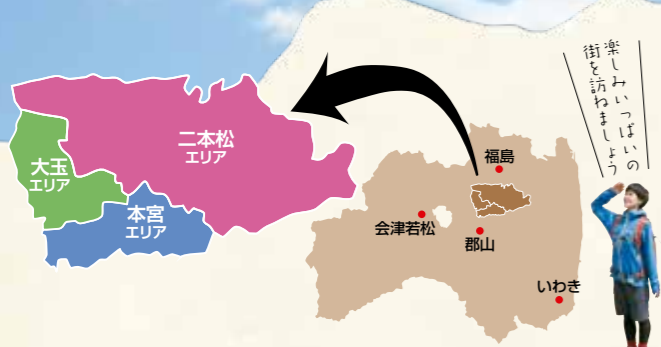 楽しみいっぱいの
街を訪ねましょう
二本松
エリア
大玉
エリア
本宮
エリア
福島
会津若松
郡山
いわき